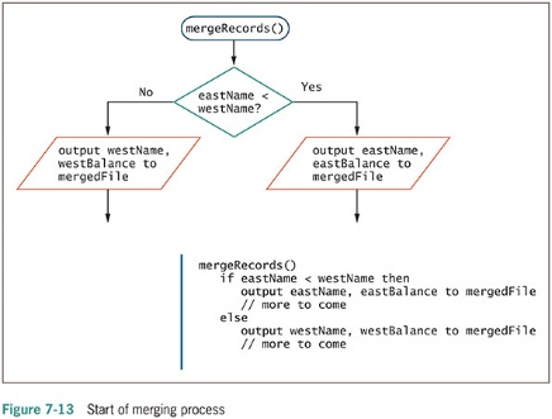 mergeRecords()
eastName <
westName?
No
Yes
output westName,
westBalance to
mergedFile
output eastName,
eastBalance to
mergedFile
mergeRecords()
if eastName < westName then
output eastName, eastBalance to mergedFile
// more to come
else
output westName, westBalance to mergedFile
// more to come
Figure 7-13 Start of merging process